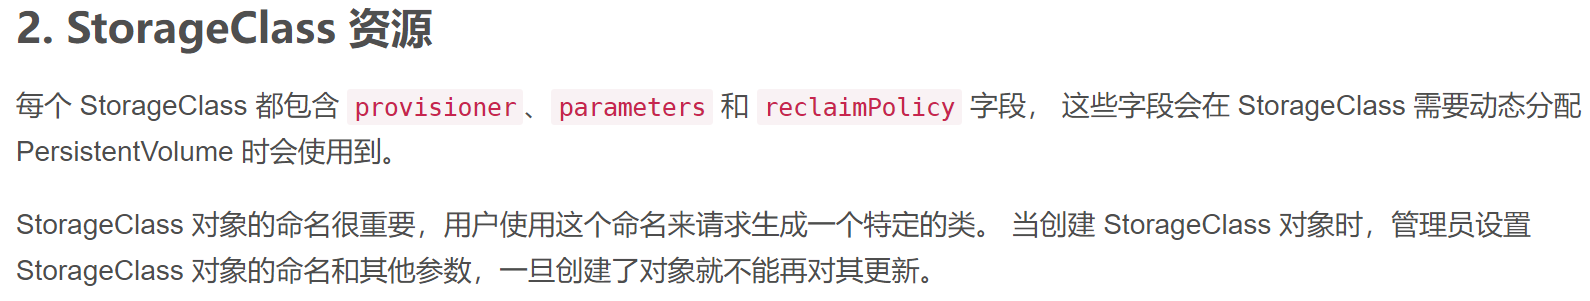 2. StorageClass 资源
每个 StorageClass 都包含 provisioner、parameters 和 reclaimPolicy 字段， 这些字段会在 StorageClass 需要动态分配
PersistentVolume 时会使用到。
StorageClass 对象的命名很重要，用户使用这个命名来请求生成一个特定的类。 当创建 StorageClass 对象时，管理员设置
StorageClass 对象的命名和其他参数，一旦创建了对象就不能再对其更新。